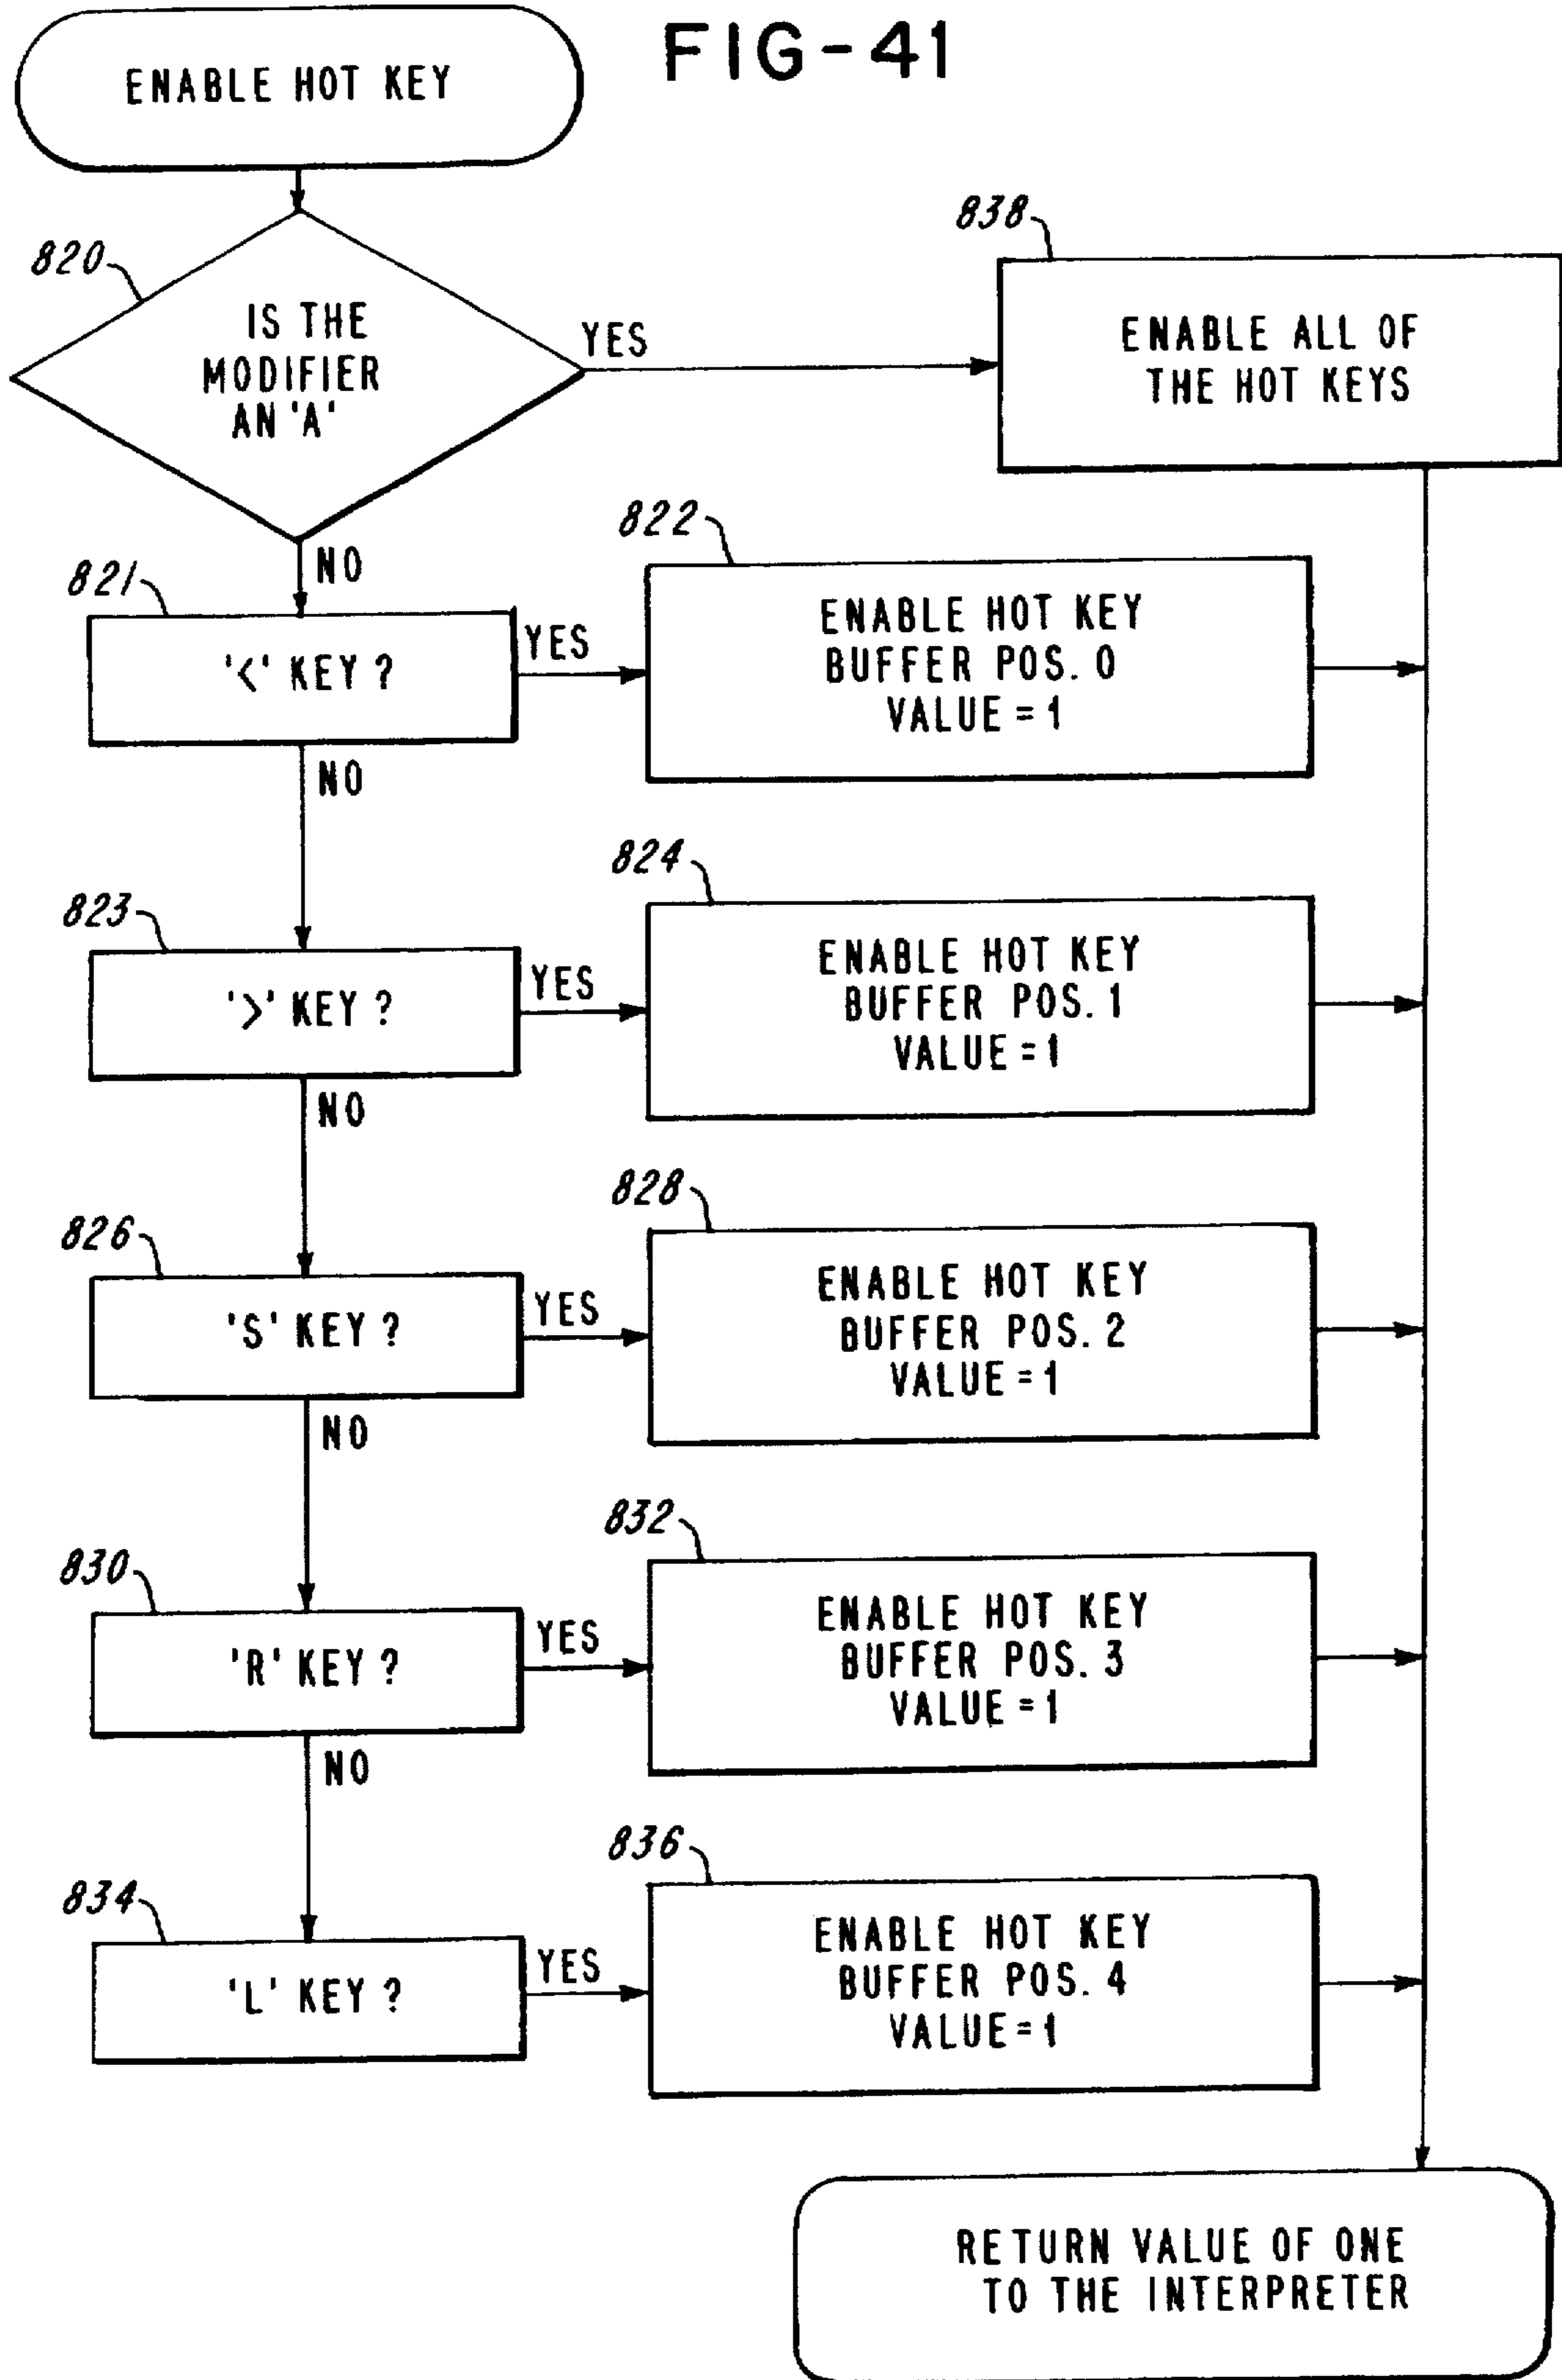 FIG-41
ENABLE HOT KEY
820
IS THE
MODIFIER
AN 'A'
YES
838
ENABLE ALL OF
THE HOT KEYS
NO
821
'<' KEY ?
YES
822
ENABLE HOT KEY
BUFFER POS. 0
VALUE = 1
NO
823
'>' KEY ?
YES
824
ENABLE HOT KEY
BUFFER POS. 1
VALUE = 1
NO
826
'S' KEY ?
YES
828
ENABLE HOT KEY
BUFFER POS. 2
VALUE = 1
NO
830
'R' KEY ?
YES
832
ENABLE HOT KEY
BUFFER POS. 3
VALUE = 1
NO
834
'L' KEY ?
YES
836
ENABLE HOT KEY
BUFFER POS. 4
VALUE = 1
RETURN VALUE OF ONE
TO THE INTERPRETER